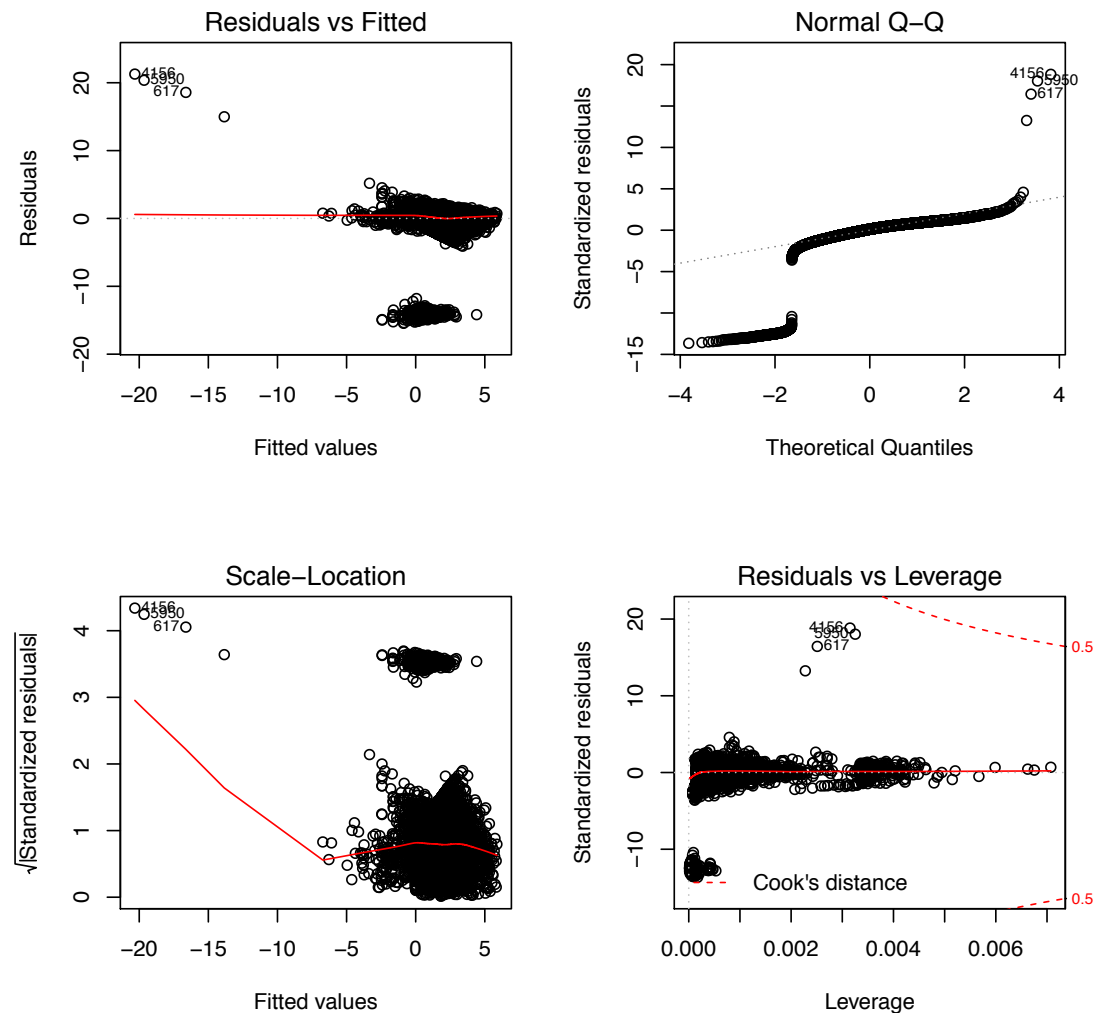 Residuals vs Fitted
Residuals
20
10
0
−10
−20
4156
5950
617
−20 −15 −10 −5 0 5
Fitted values
Normal Q−Q
Standardized residuals
20
15
10
5
0
−5
−15
4156
5950
617
−4 −2 0 2 4
Theoretical Quantiles
Scale−Location
√|Standardized residuals|
4
3
2
1
0
4156
5950
617
−20 −15 −10 −5 0 5
Fitted values
Residuals vs Leverage
Standardized residuals
20
10
0
−10
4156
5950
617
0.5
0.5
Cook's distance
0.000 0.002 0.004 0.006
Leverage